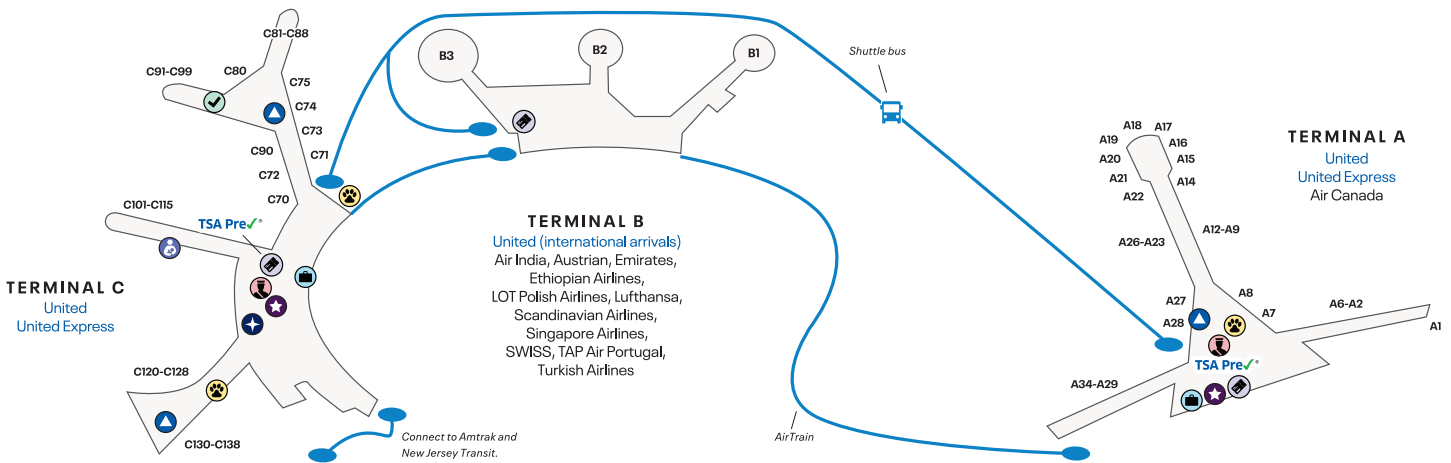 C81-C88
C91-C99
C80
C75
C74
C73
C71
C90
C72
C70
C101-C115
TSA Pre✓®
TERMINAL C
United
United Express
C120-C128
C130-C138
Connect to Amtrak and
New Jersey Transit.
B3
B2
B1
TERMINAL B
United (international arrivals)
Air India, Austrian, Emirates,
Ethiopian Airlines,
LOT Polish Airlines, Lufthansa,
Scandinavian Airlines,
Singapore Airlines,
SWISS, TAP Air Portugal,
Turkish Airlines
Shuttle bus
AirTrain
TERMINAL A
United
United Express
Air Canada
A18
A17
A19
A16
A20
A15
A21
A14
A22
A12-A9
A26-A23
A27
A8
A28
A7
A6-A2
A1
TSA Pre✓®
A34-A29